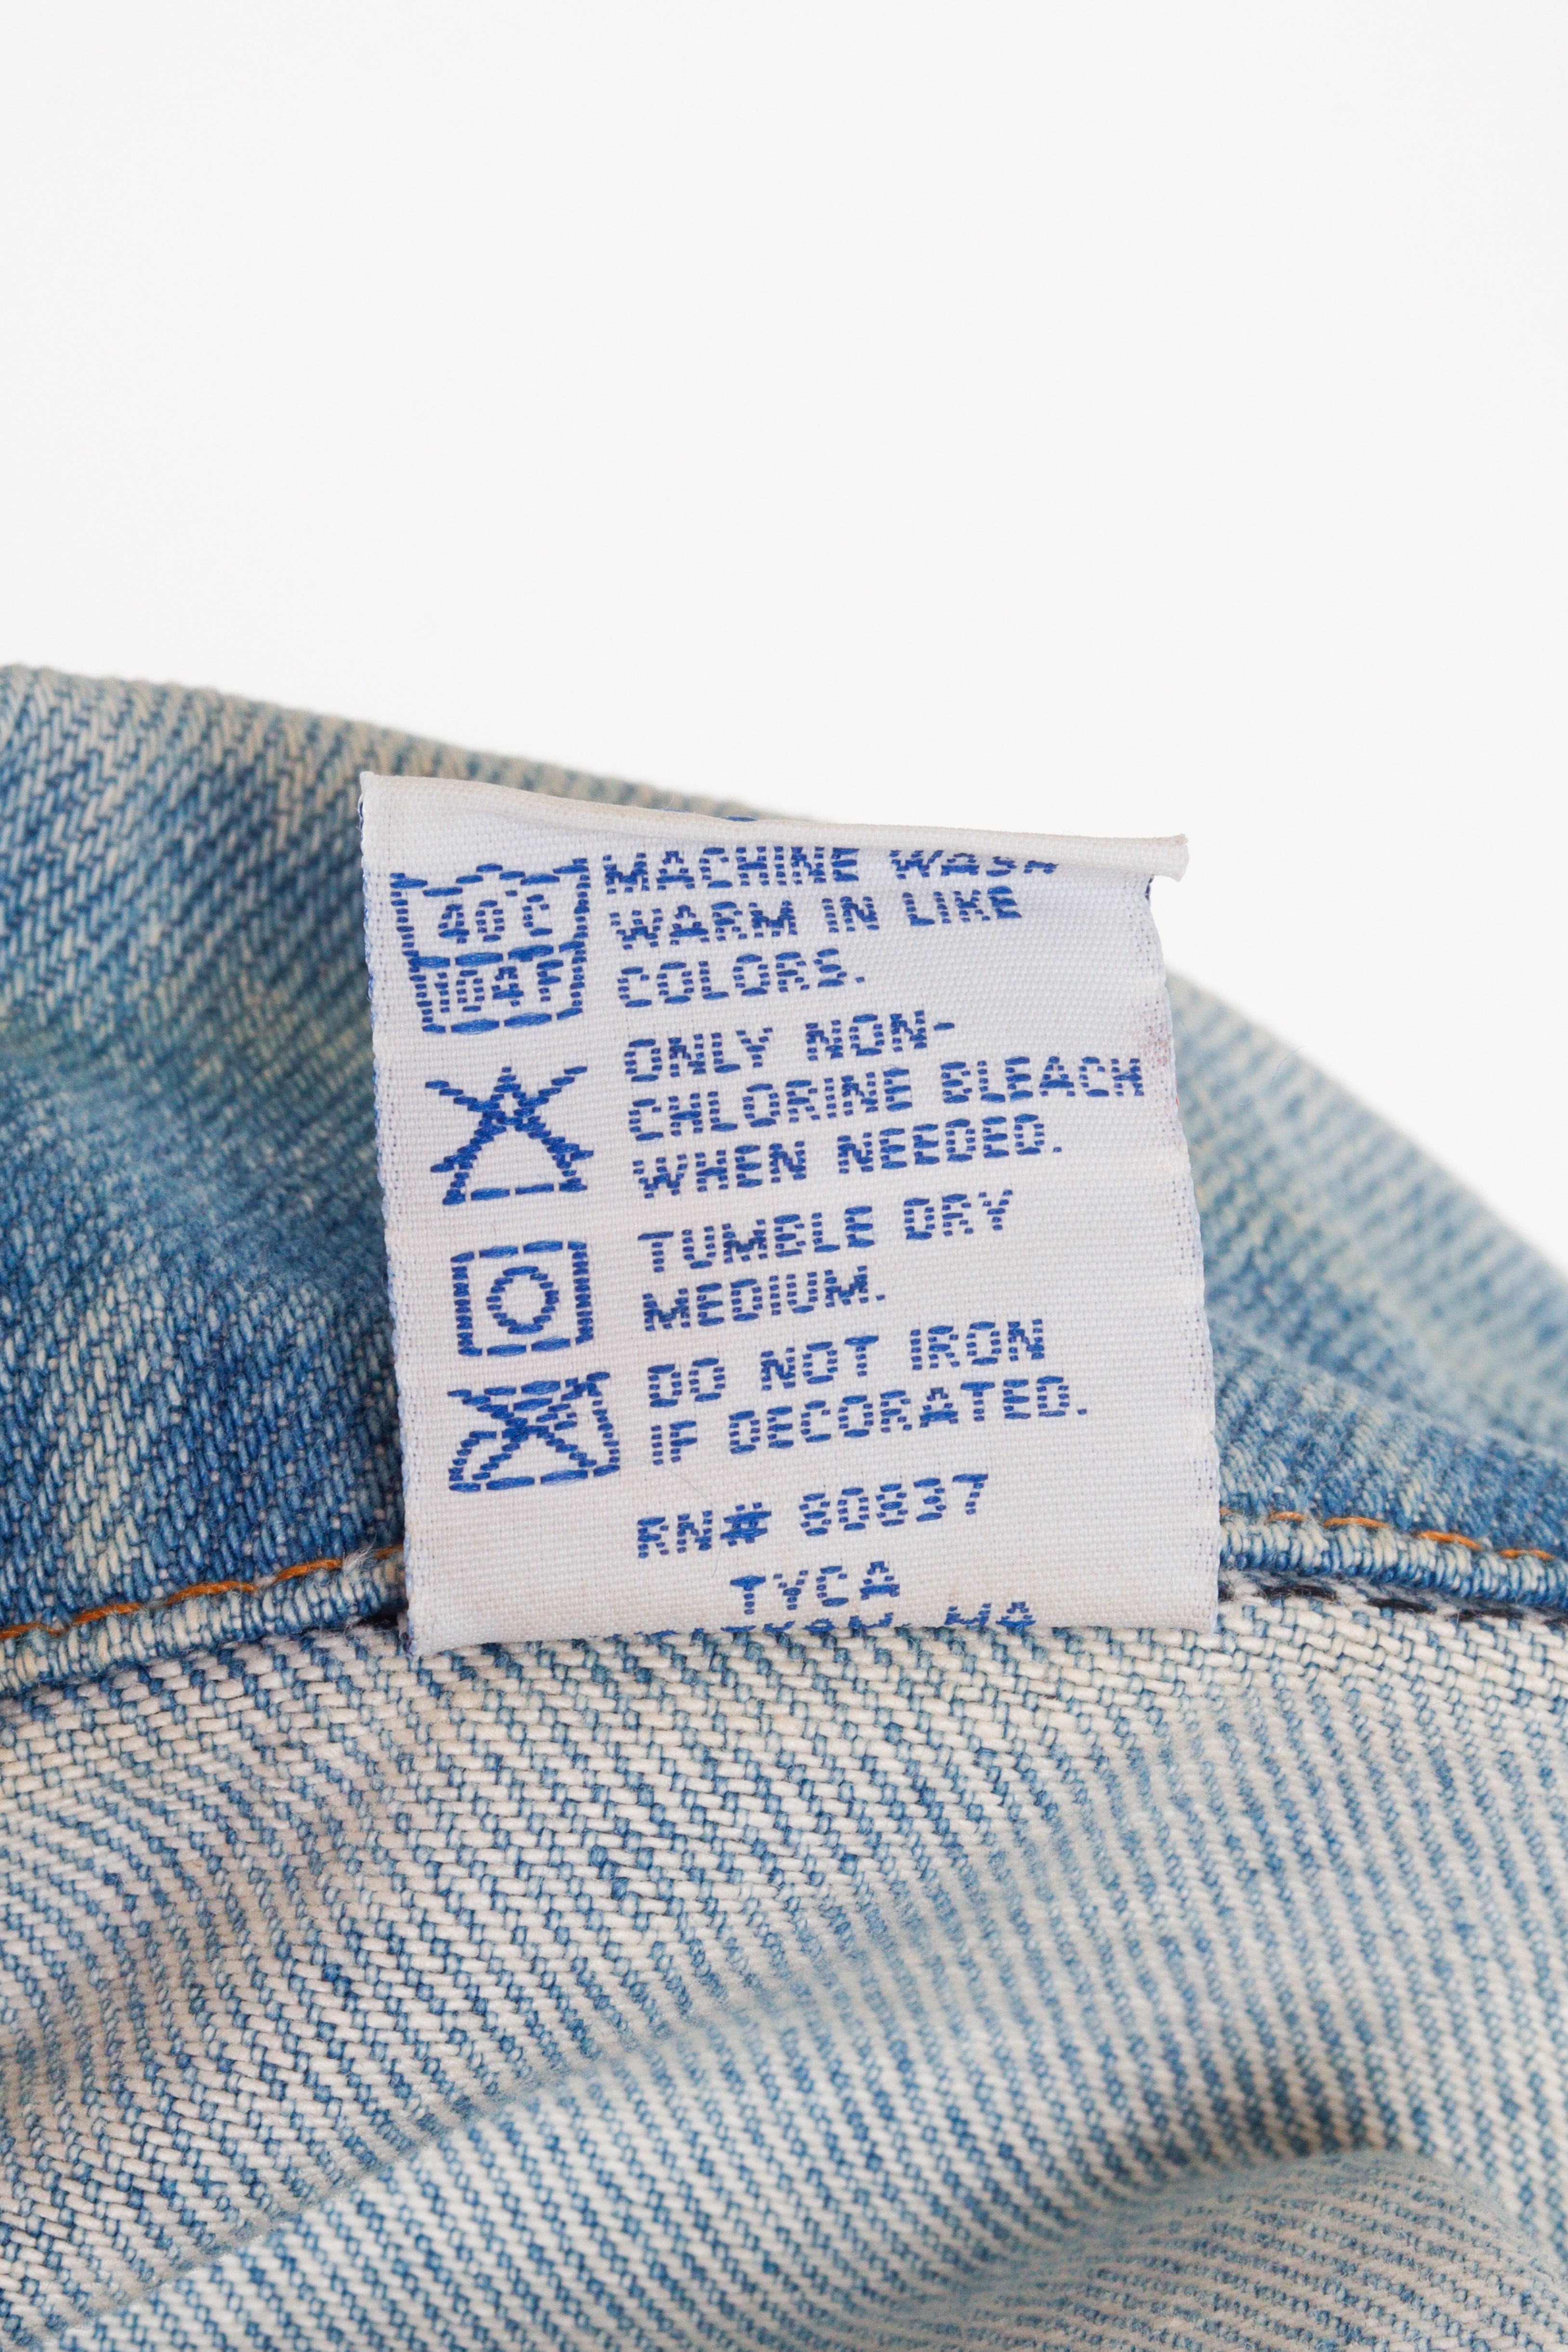 MACHINE WASH
WARM IN LIKE
COLORS.
40°C
104°F
ONLY NON-
CHLORINE BLEACH
WHEN NEEDED.
TUMBLE DRY
MEDIUM.
DO NOT IRON
IF DECORATED.
RN# 80837
TYCA
MA